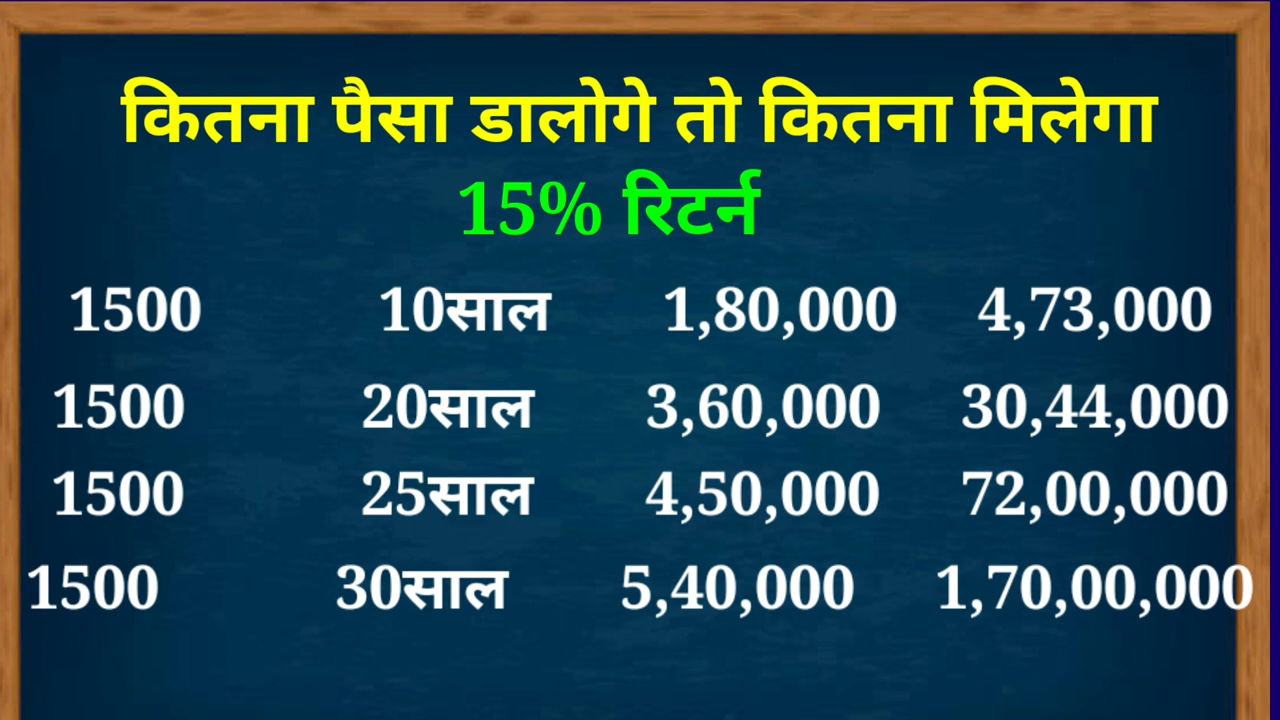 कितना पैसा डालोगे तो कितना मिलेगा
15% रिटर्न
1500 10साल 1,80,000 4,73,000
1500 20साल 3,60,000 30,44,000
1500 25साल 4,50,000 72,00,000
1500 30साल 5,40,000 1,70,00,000